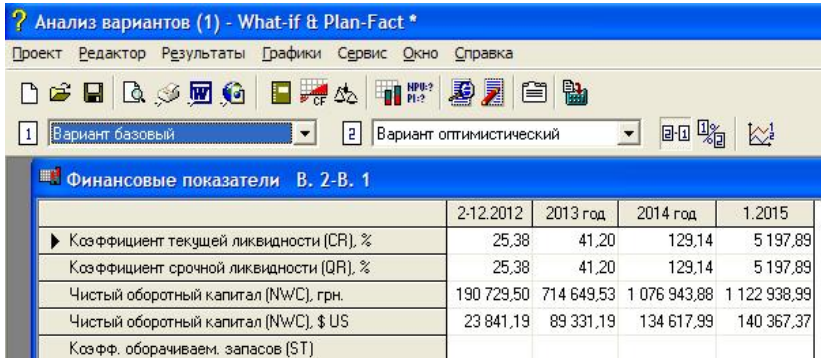 Анализ вариантов (1) - What-if & Plan-Fact *
Проект Редактор Результаты Графики Сервис Окно Справка
CF NPV:? PI:?
1 Вариант базовый 2 Вариант оптимистический 2-1
Финансовые показатели В. 2-В. 1
2-12.2012 2013 год 2014 год 1.2015
Коэффициент текущей ликвидности (CR), % 25,38 41,20 129,14 5 197,89
Коэффициент срочной ликвидности (QR), % 25,38 41,20 129,14 5 197,89
Чистый оборотный капитал (NWC), грн. 190 729,50 714 649,53 1 076 943,88 1 122 938,99
Чистый оборотный капитал (NWC), $ US 23 841,19 89 331,19 134 617,99 140 367,37
Коэфф. оборачиваем. запасов (ST)